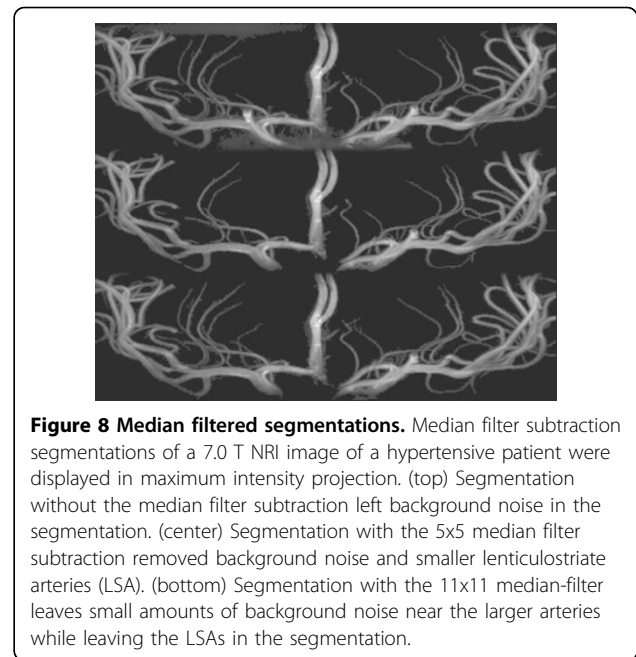 Figure 8 Median filtered segmentations. Median filter subtraction
segmentations of a 7.0 T NRI image of a hypertensive patient were
displayed in maximum intensity projection. (top) Segmentation
without the median filter subtraction left background noise in the
segmentation. (center) Segmentation with the 5x5 median filter
subtraction removed background noise and smaller lenticulostriate
arteries (LSA). (bottom) Segmentation with the 11x11 median-filter
leaves small amounts of background noise near the larger arteries
while leaving the LSAs in the segmentation.